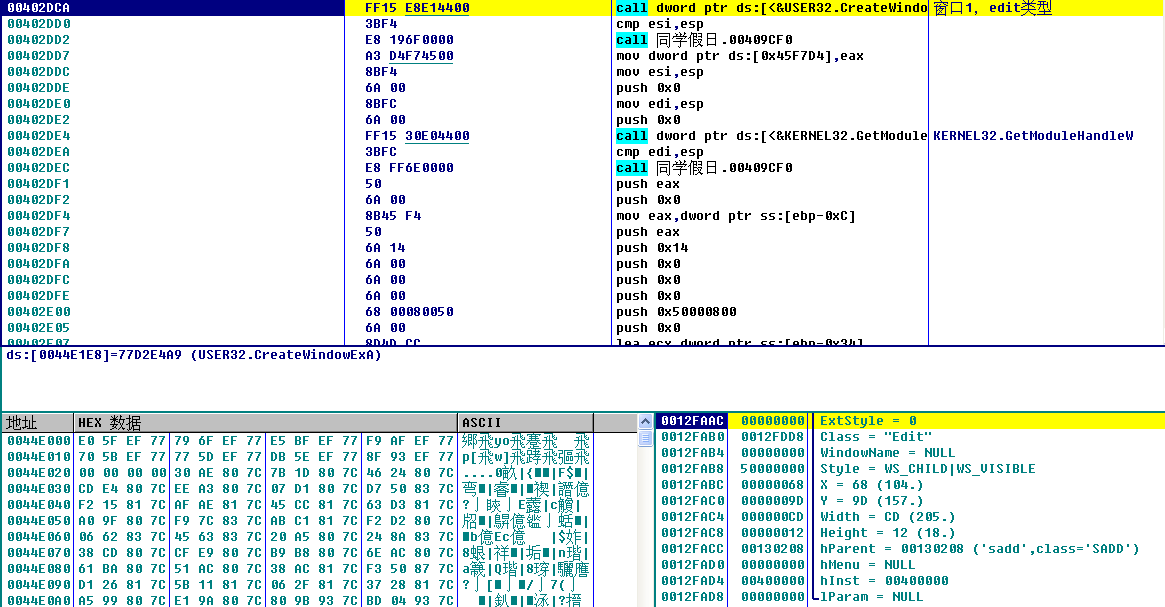 00402DCA FF15 E8E14400 call dword ptr ds:[<&USER32.CreateWindo 窗口1, edit类型
00402DD0 3BF4 cmp esi,esp
00402DD2 E8 196F0000 call 同学假日.00409CF0
00402DD7 A3 D4F74500 mov dword ptr ds:[0x45F7D4],eax
00402DDC 8BF4 mov esi,esp
00402DDE 6A 00 push 0x0
00402DE0 8BFC mov edi,esp
00402DE2 6A 00 push 0x0
00402DE4 FF15 30E04400 call dword ptr ds:[<&KERNEL32.GetModule KERNEL32.GetModuleHandleW
00402DEA 3BFC cmp edi,esp
00402DEC E8 FF6E0000 call 同学假日.00409CF0
00402DF1 50 push eax
00402DF2 6A 00 push 0x0
00402DF4 8B45 F4 mov eax,dword ptr ss:[ebp-0xC]
00402DF7 50 push eax
00402DF8 6A 14 push 0x14
00402DFA 6A 00 push 0x0
00402DFC 6A 00 push 0x0
00402DFE 6A 00 push 0x0
00402E00 68 00080050 push 0x50000800
00402E05 6A 00 push 0x0
00402E07 8D4D CC lea ecx,dword ptr ss:[ebp-0x34]
ds:[0044E1E8]=77D2E4A9 (USER32.CreateWindowExA)
地址 HEX 数据 ASCII
0044E000 E0 5F EF 77 79 6F EF 77 E5 BF EF 77 F9 AF EF 77
0044E010 70 5B EF 77 77 5D EF 77 DB 5E EF 77 8F 93 EF 77
0044E020 00 00 00 00 30 AE 80 7C 7B 1D 80 7C 46 24 80 7C
0044E030 CD E4 80 7C EE A3 80 7C 07 D1 80 7C D7 50 83 7C
0044E040 F2 15 81 7C AF AE 81 7C 45 CC 81 7C 63 D3 81 7C
0044E050 A0 9F 80 7C F9 7C 83 7C AB C1 81 7C F2 D2 80 7C
0044E060 06 62 83 7C 45 63 83 7C 20 A5 80 7C 24 8A 83 7C
0044E070 38 CD 80 7C CF E9 80 7C B9 B8 80 7C 6E AC 80 7C
0044E080 61 BA 80 7C 51 AC 80 7C 38 AC 81 7C F3 50 87 7C
0044E090 D1 26 81 7C 5B 11 81 7C 06 2F 81 7C 37 28 81 7C
0044E0A0 A5 99 80 7C E1 9A 80 7C 80 9B 93 7C BD 04 93 7C
0012FAAC 00000000 ExtStyle = 0
0012FAB0 0012FDD8 Class = "Edit"
0012FAB4 00000000 WindowName = NULL
0012FAB8 50000000 Style = WS_CHILD|WS_VISIBLE
0012FABC 00000068 X = 68 (104.)
0012FAC0 0000009D Y = 9D (157.)
0012FAC4 000000CD Width = CD (205.)
0012FAC8 00000012 Height = 12 (18.)
0012FACC 00130208 hParent = 00130208 ('sadd',class='SADD')
0012FAD0 00000000 hMenu = NULL
0012FAD4 00400000 hInst = 00400000
0012FAD8 00000000 lParam = NULL